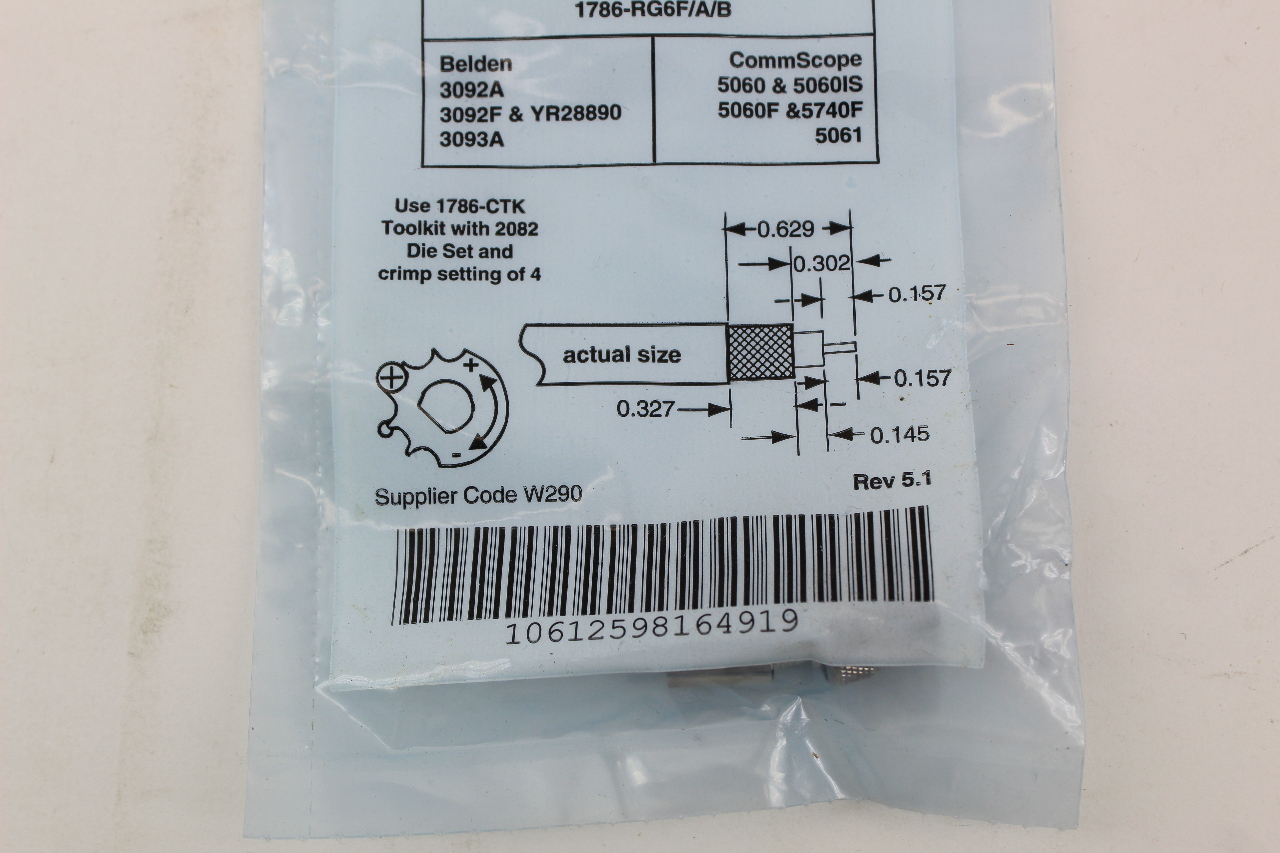 1786-RG6F/A/B
Belden
3092A
3092F & YR28890
3093A
CommScope
5060 & 5060IS
5060F &5740F
5061
Use 1786-CTK
Toolkit with 2082
Die Set and
crimp setting of 4
0.629
0.302
0.157
actual size
+
0.157
0.327
0.145
-
Supplier Code W290
Rev 5.1
10612598164919